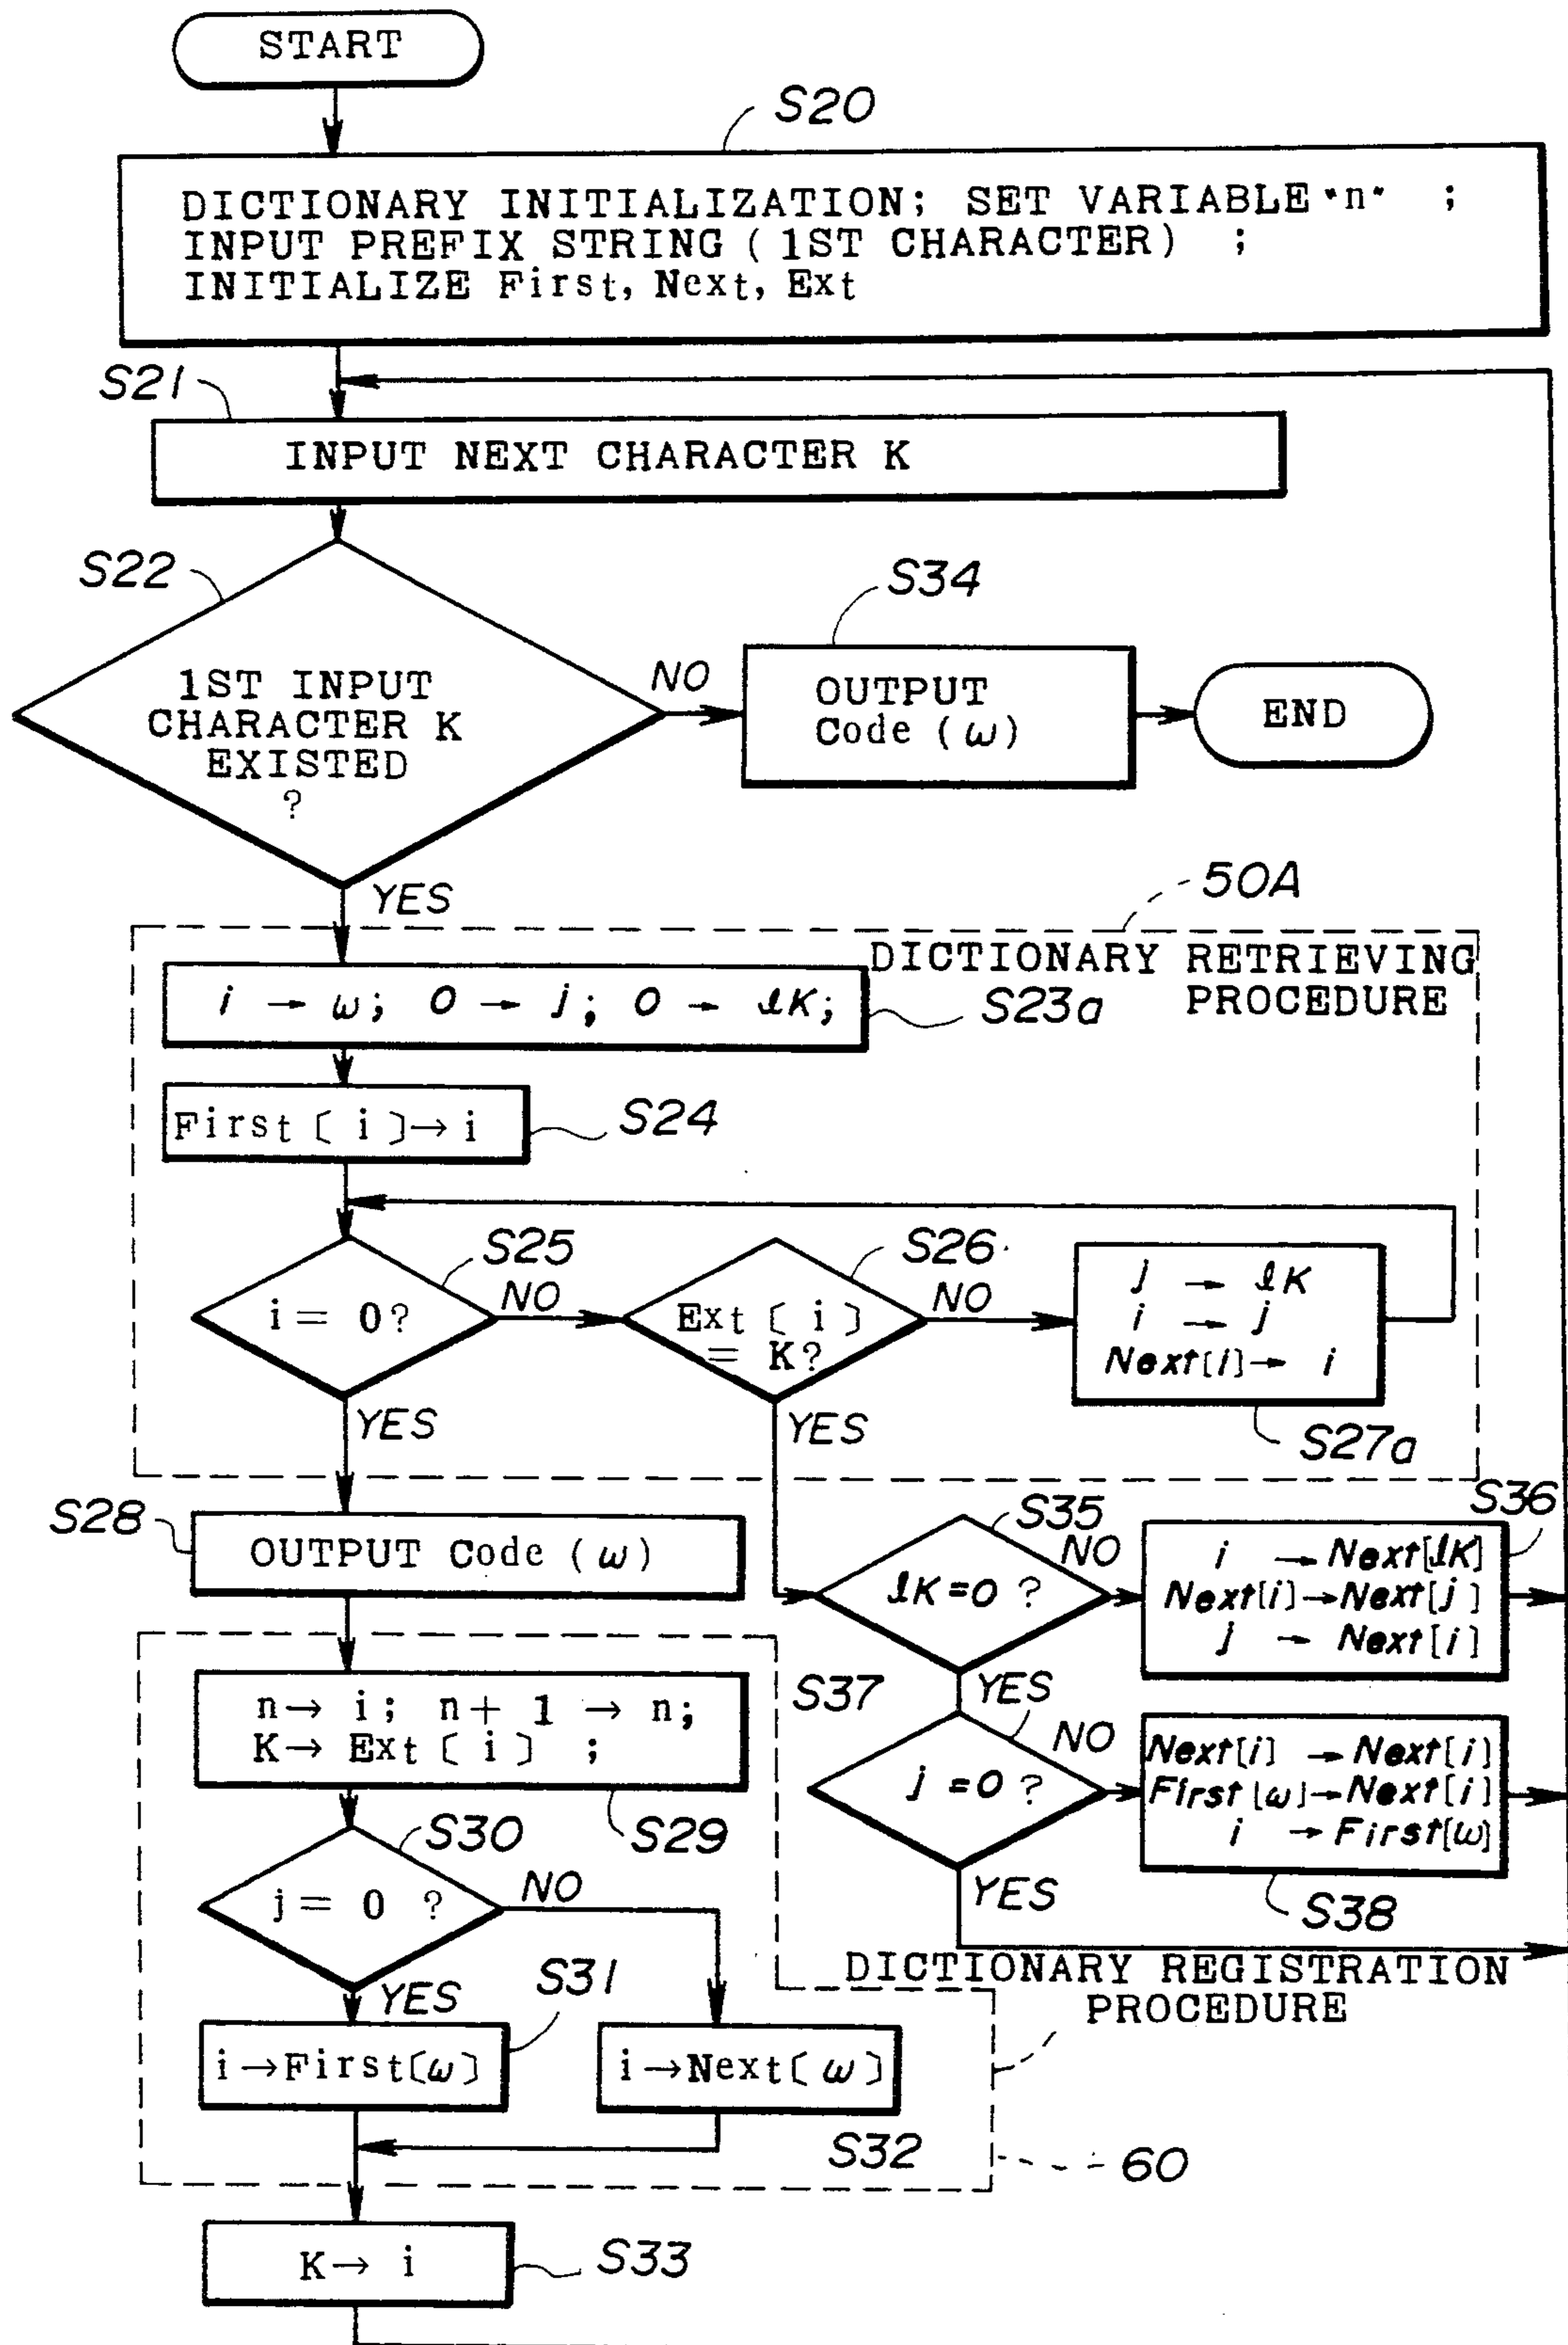 START
S20
DICTIONARY INITIALIZATION; SET VARIABLE "n" ;
INPUT PREFIX STRING (1ST CHARACTER) ;
INITIALIZE First, Next, Ext
S21
INPUT NEXT CHARACTER K
S22
1ST INPUT
CHARACTER K
EXISTED
?
NO
S34
OUTPUT
Code (ω)
END
YES
50A
DICTIONARY RETRIEVING
PROCEDURE
i → ω; 0 → j; 0 → ℓK;
S23a
First [ i ] → i
S24
S25
i = 0?
NO
S26
Ext [ i ]
= K?
NO
j → ℓK
i → j
Next[i] → i
S27a
YES
YES
S28
OUTPUT Code (ω)
S35
ℓK=0 ?
NO
S36
i → Next[ℓK]
Next[i]→Next[j]
j → Next[i]
YES
n → i; n + 1 → n;
K → Ext [ i ] ;
S29
S37
j =0 ?
NO
Next[i] → Next[i]
First[ω]→Next[i]
i → First[ω]
S38
YES
S30
j = 0 ?
NO
YES
DICTIONARY REGISTRATION
PROCEDURE
S31
i → First[ω]
i → Next[ ω ]
S32
60
K → i
S33